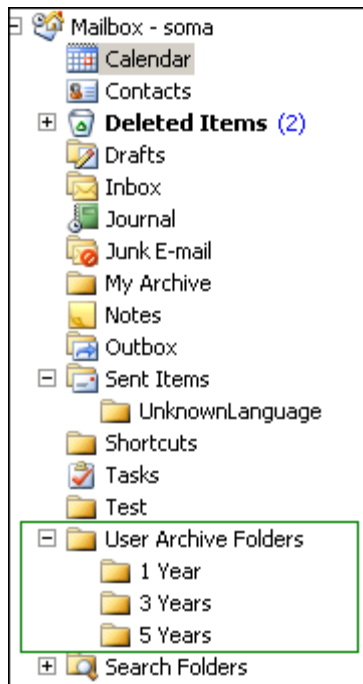 Mailbox - soma
Calendar
Contacts
Deleted Items (2)
Drafts
Inbox
Journal
Junk E-mail
My Archive
Notes
Outbox
Sent Items
UnknownLanguage
Shortcuts
Tasks
Test
User Archive Folders
1 Year
3 Years
5 Years
Search Folders